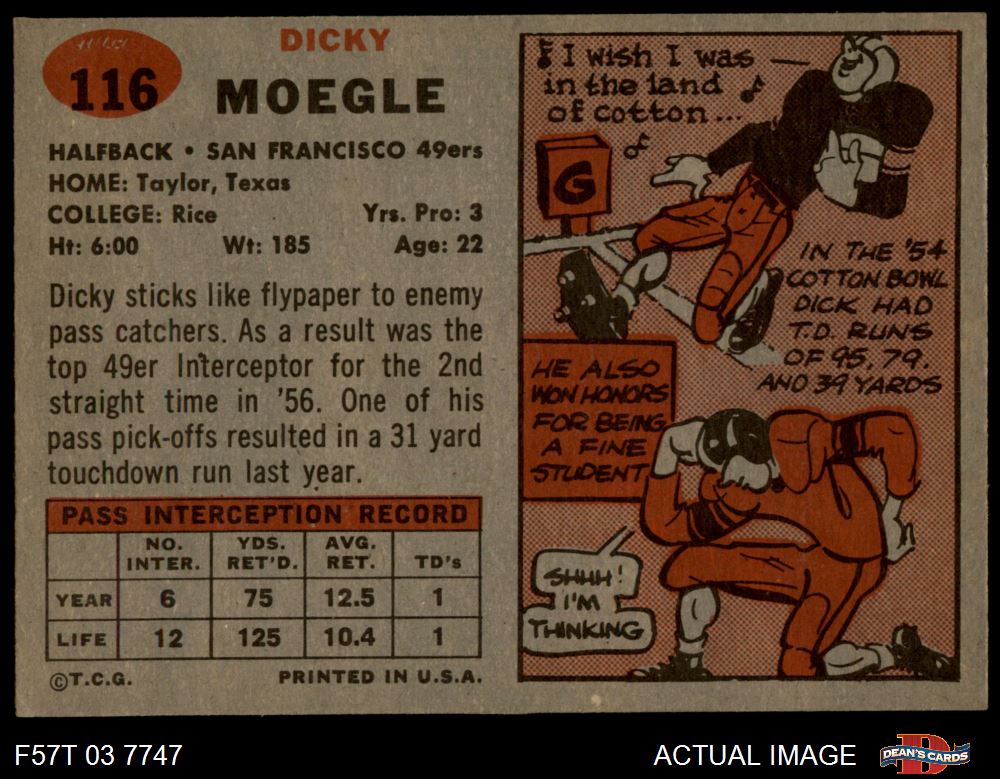 116
DICKY
MOEGLE
HALFBACK • SAN FRANCISCO 49ers
HOME: Taylor, Texas
COLLEGE: Rice Yrs. Pro: 3
Ht: 6:00 Wt: 185 Age: 22
Dicky sticks like flypaper to enemy
pass catchers. As a result was the
top 49er Interceptor for the 2nd
straight time in '56. One of his
pass pick-offs resulted in a 31 yard
touchdown run last year.
PASS INTERCEPTION RECORD
NO. INTER. YDS. RET'D. AVG. RET. TD's
YEAR 6 75 12.5 1
LIFE 12 125 10.4 1
©T.C.G. PRINTED IN U.S.A.
I wish I was
in the land
of cotton...
G
IN THE '54
COTTON BOWL
DICK HAD
T.D. RUNS
OF 95, 79,
AND 39 YARDS
HE ALSO
WON HONORS
FOR BEING
A FINE
STUDENT
SHHH!
I'M
THINKING
F57T 03 7747 ACTUAL IMAGE DEAN'S CARDS